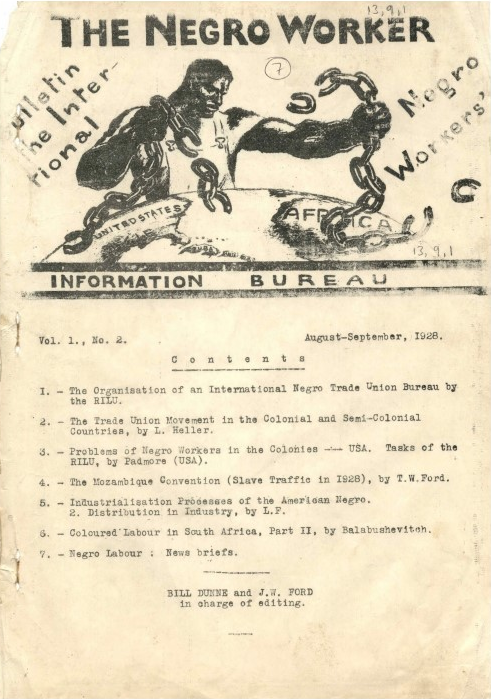 13,9,1
THE NEGRO WORKER
7
ulletin
he Inter-
tional
Negro
Workers'
UNITED STATES
AFRICA
13,9,1
INFORMATION BUREAU
Vol. 1., No. 2. August-September, 1928.
C o n t e n t s
1. - The Organisation of an International Negro Trade Union Bureau by
the RILU.
2. - The Trade Union Movement in the Colonial and Semi-Colonial
Countries, by L. Heller.
3. - Problems of Negro Workers in the Colonies --- USA. Tasks of the
RILU, by Padmore (USA).
4. - The Mozambique Convention (Slave Traffic in 1928), by T.W.Ford.
5. - Industrialisation Processes of the American Negro.
2. Distribution in Industry, by L.F.
6. - Coloured Labour in South Africa, Part II, by Balabushevitch.
7. - Negro Labour : News briefs.
BILL DUNNE and J.W. FORD
in charge of editing.